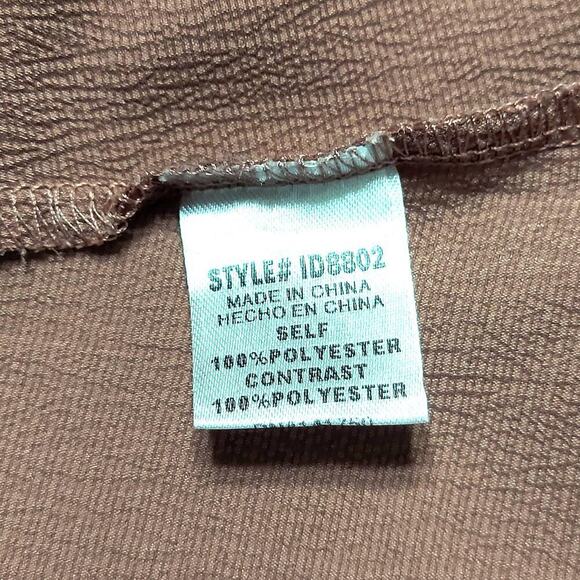 STYLE# ID8802
MADE IN CHINA
HECHO EN CHINA
SELF
100%POLYESTER
CONTRAST
100%POLYESTER